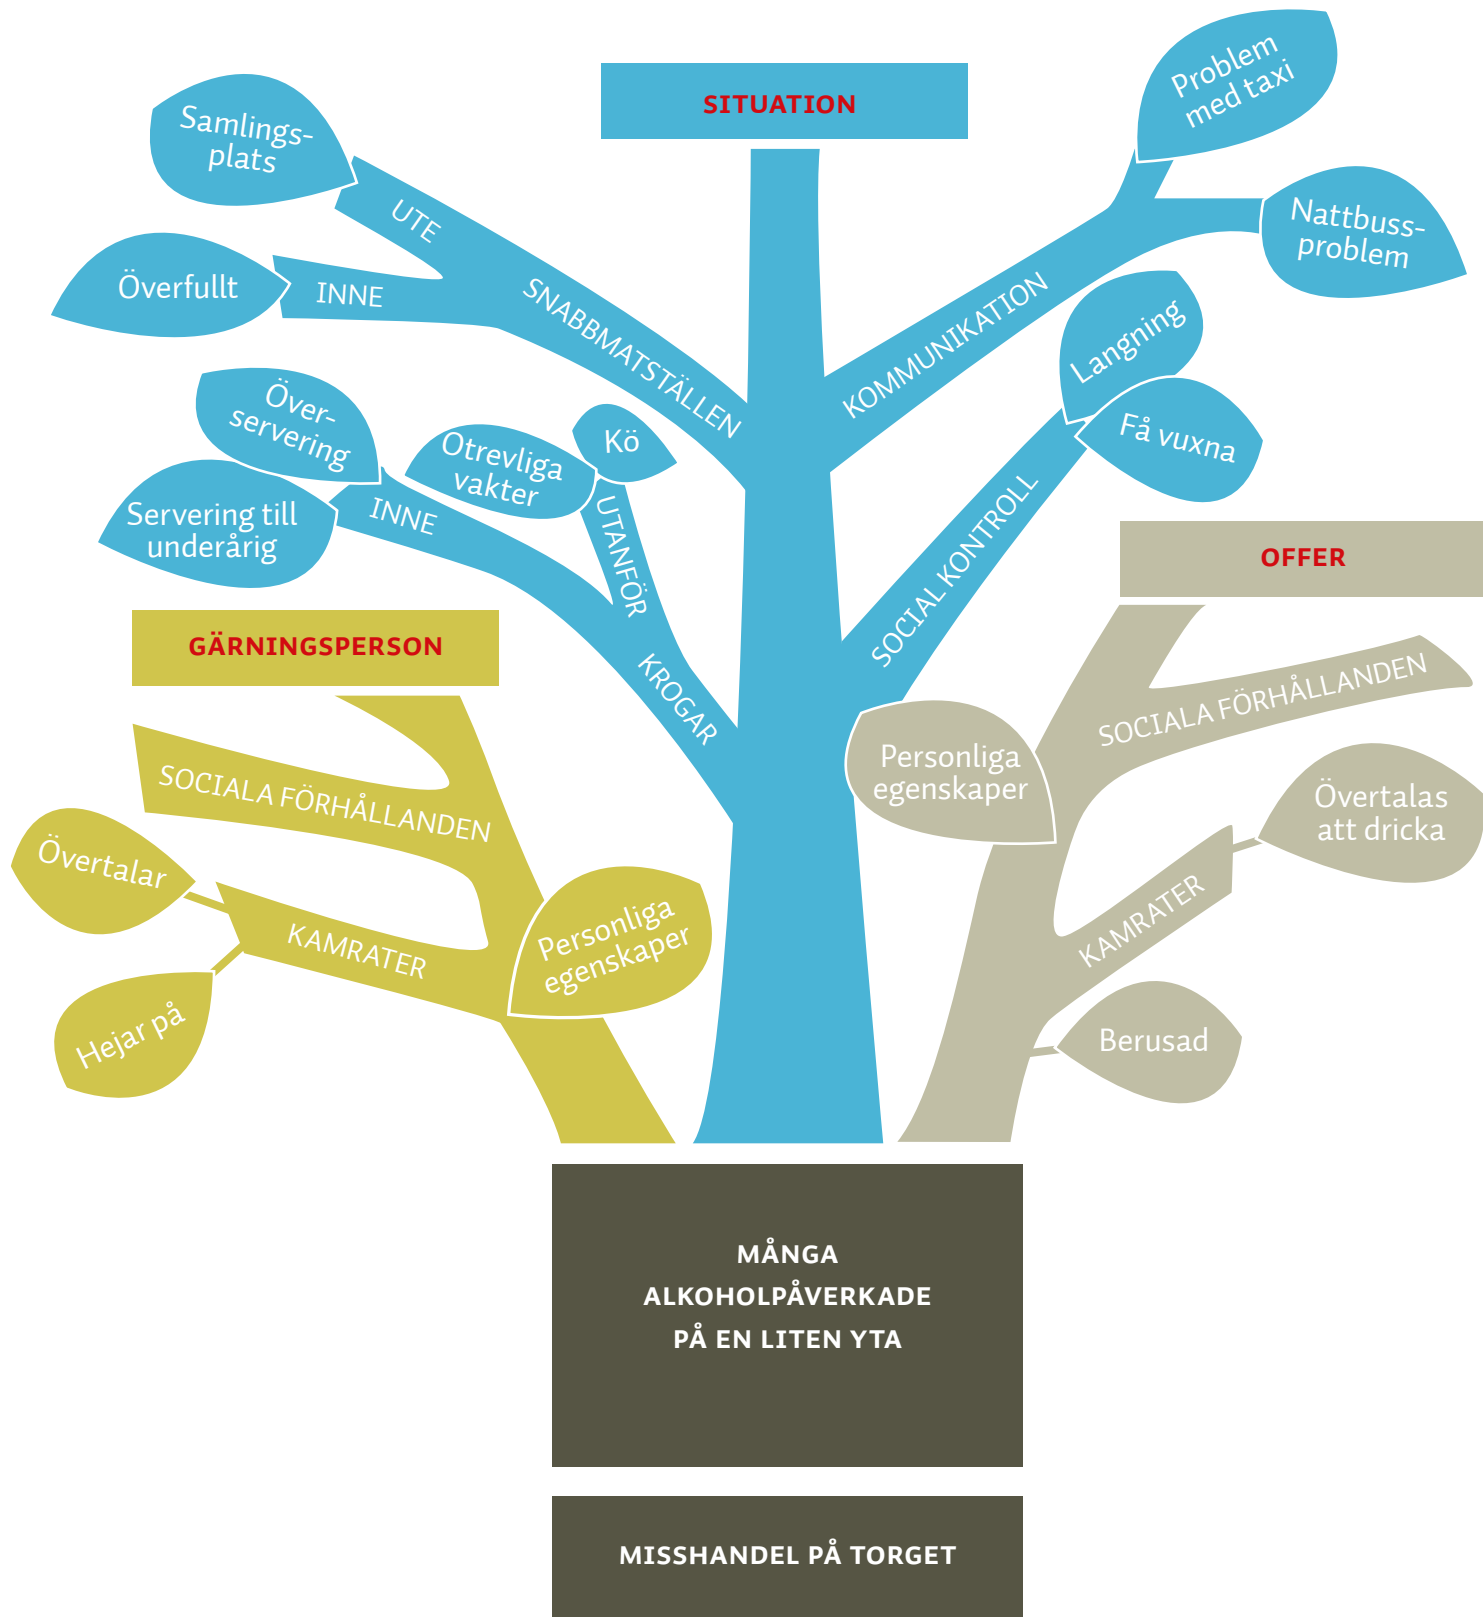 SITUATION
Samlings-
plats
UTE
Överfullt
INNE
SNABBMATSTÄLLEN
Problem
med taxi
Nattbuss-
problem
KOMMUNIKATION
Langning
Få vuxna
SOCIAL KONTROLL
Över-
servering
Servering till
underårig
INNE
Otrevliga
vakter
Kö
UTANFÖR
KROGAR
GÄRNINGSPERSON
SOCIALA FÖRHÅLLANDEN
Övertalar
Hejar på
KAMRATER
Personliga
egenskaper
OFFER
SOCIALA FÖRHÅLLANDEN
Personliga
egenskaper
Övertalas
att dricka
KAMRATER
Berusad
MÅNGA
ALKOHOLPÅVERKADE
PÅ EN LITEN YTA
MISSHANDEL PÅ TORGET